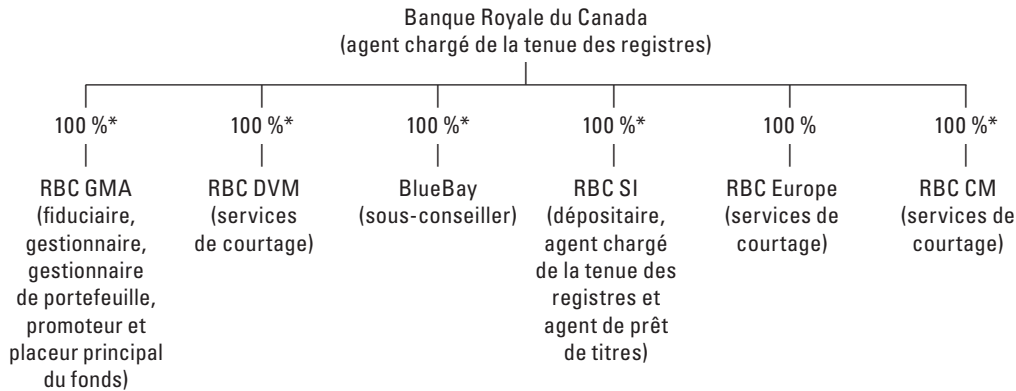 Banque Royale du Canada
(agent chargé de la tenue des registres)
100 %*
100 %*
100 %*
100 %*
100 %
100 %*
RBC GMA
(fiduciaire,
gestionnaire,
gestionnaire
de portefeuille,
promoteur et
placeur principal
du fonds)
RBC DVM
(services
de courtage)
BlueBay
(sous-conseiller)
RBC SI
(dépositaire,
agent chargé
de la tenue des
registres et
agent de prêt
de titres)
RBC Europe
(services de
courtage)
RBC CM
(services de
courtage)